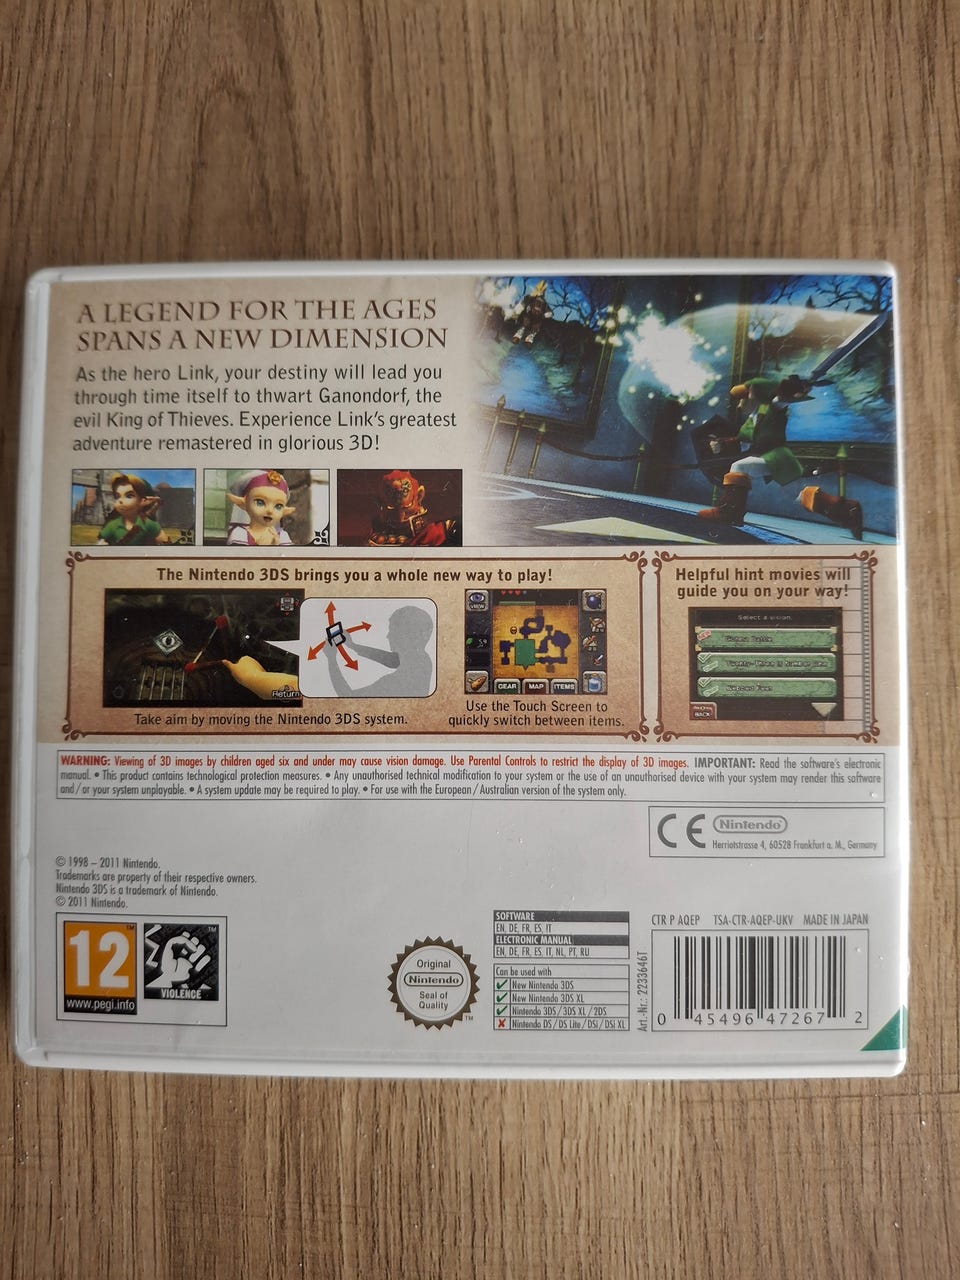 A LEGEND FOR THE AGES
SPANS A NEW DIMENSION
As the hero Link, your destiny will lead you
through time itself to thwart Ganondorf, the
evil King of Thieves. Experience Link's greatest
adventure remastered in glorious 3D!
The Nintendo 3DS brings you a whole new way to play!
Return
Take aim by moving the Nintendo 3DS system.
VIEW
GEAR MAP ITEMS
Use the Touch Screen to
quickly switch between items.
Helpful hint movies will
guide you on your way!
Select a vision.
BACK
WARNING: Viewing of 3D images by children aged six and under may cause vision damage. Use Parental Controls to restrict the display of 3D images. IMPORTANT: Read the software's electronic
manual. • This product contains technological protection measures. • Any unauthorised technical modification to your system or the use of an unauthorised device with your system may render this software
and/or your system unplayable. • A system update may be required to play. • For use with the European/Australian version of the system only.
CE Nintendo
Herriotstrasse 4, 60528 Frankfurt a. M., Germany
© 1998 – 2011 Nintendo.
Trademarks are property of their respective owners.
Nintendo 3DS is a trademark of Nintendo.
© 2011 Nintendo.
12 TM
www.pegi.info
TM
VIOLENCE
Original
Nintendo
Seal of
Quality
TM
SOFTWARE
EN, DE, FR, ES, IT
ELECTRONIC MANUAL
EN, DE, FR, ES, IT, NL, PT, RU
Can be used with
New Nintendo 3DS
New Nintendo 3DS XL
Nintendo 3DS/3DS XL/2DS
Nintendo DS/DS Lite/DSi/DSi XL
Art.-Nr.: 2233646T
CTR P AQEP TSA-CTR-AQEP-UKV MADE IN JAPAN
0 45496 47267 2